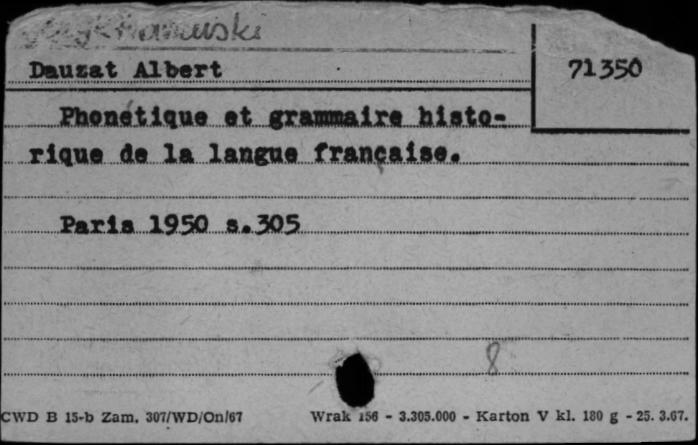 Dauzat Albert
71350
Phonétique et grammaire histo-
rique de la langue française.
Paris 1950 s.305
8
CWD B 15-b Zam. 307/WD/On/67 Wrak 156 - 3.305.000 - Karton V kl. 180 g - 25. 3.67.